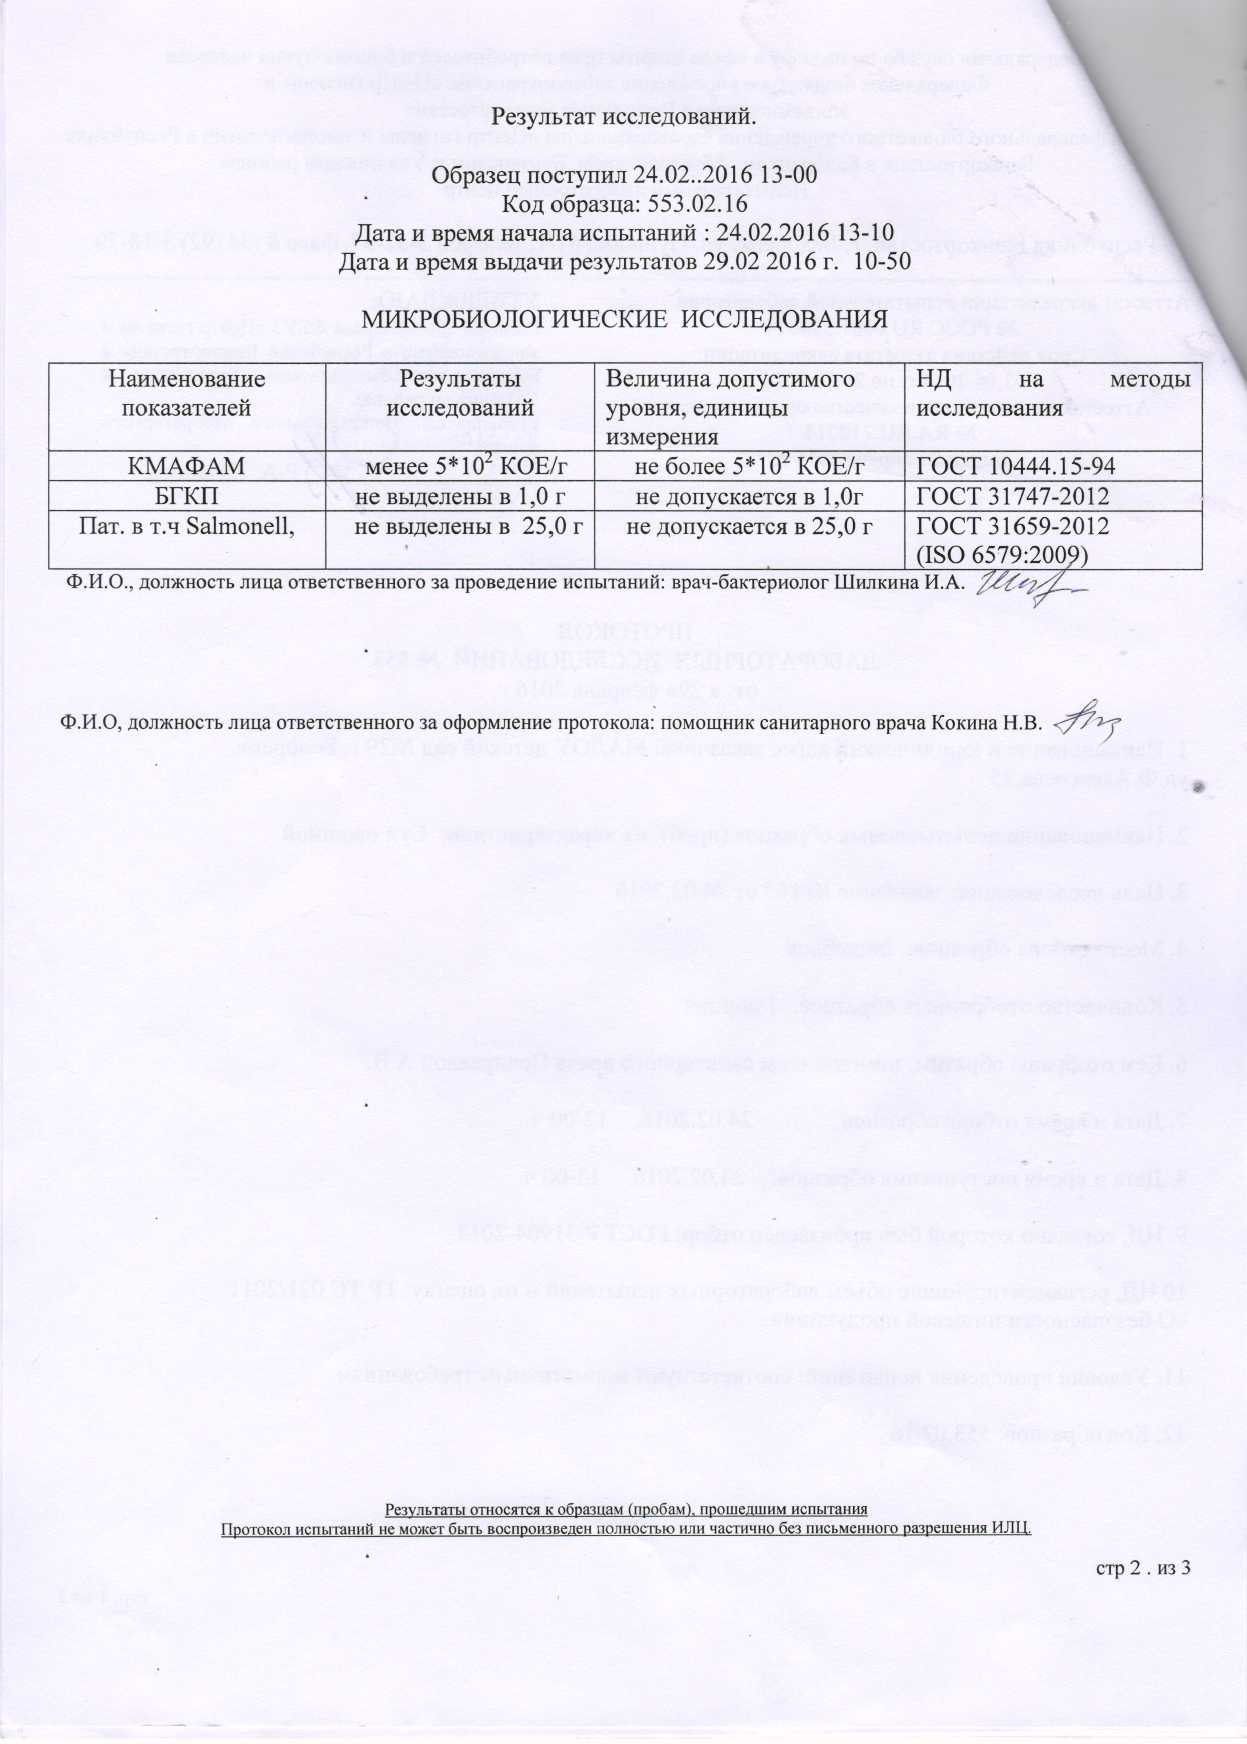 Результат исследований.
Образец поступил 24.02..2016 13-00
Код образца: 553.02.16
Дата и время начала испытаний : 24.02.2016 13-10
Дата и время выдачи результатов 29.02 2016 г. 10-50
МИКРОБИОЛОГИЧЕСКИЕ ИССЛЕДОВАНИЯ
Наименование показателей | Результаты исследований | Величина допустимого уровня, единицы измерения | НД на методы исследования
КМАФАМ | менее 5*10² КОЕ/г | не более 5*10² КОЕ/г | ГОСТ 10444.15-94
БГКП | не выделены в 1,0 г | не допускается в 1,0г | ГОСТ 31747-2012
Пат. в т.ч Salmonell, | не выделены в 25,0 г | не допускается в 25,0 г | ГОСТ 31659-2012 (ISO 6579:2009)
Ф.И.О., должность лица ответственного за проведение испытаний: врач-бактериолог Шилкина И.А.
Ф.И.О, должность лица ответственного за оформление протокола: помощник санитарного врача Кокина Н.В.
Результаты относятся к образцам (пробам), прошедшим испытания
Протокол испытаний не может быть воспроизведен полностью или частично без письменного разрешения ИЛЦ.
стр 2 . из 3